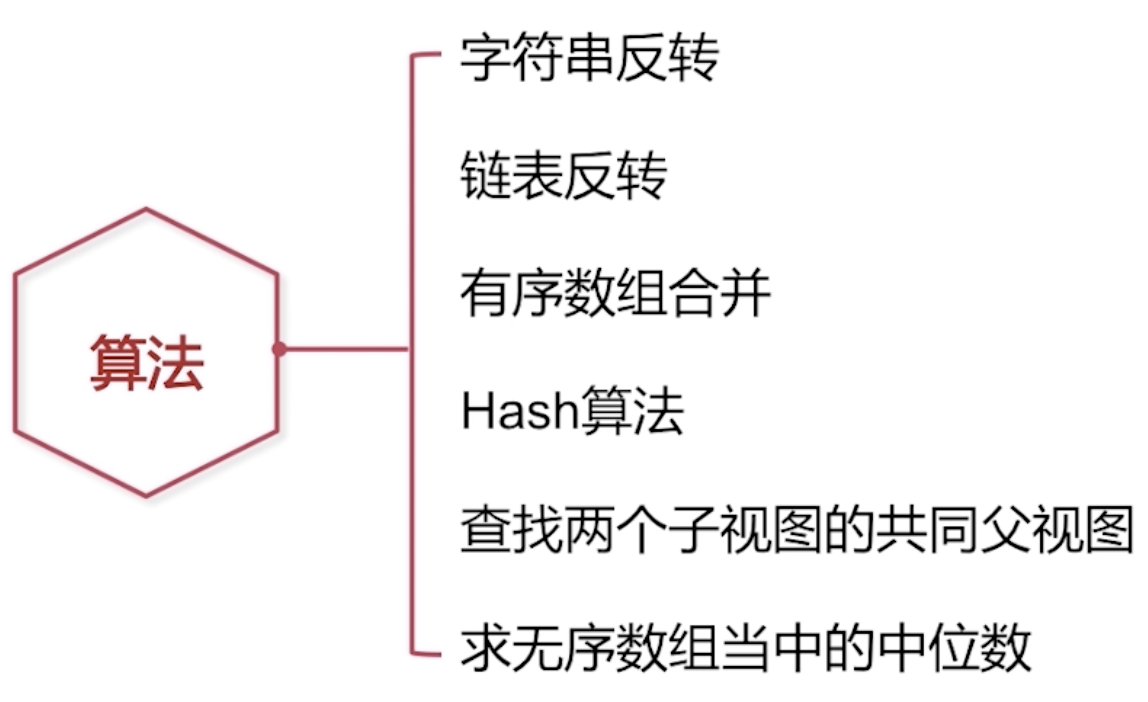 算法
字符串反转
链表反转
有序数组合并
Hash算法
查找两个子视图的共同父视图
求无序数组当中的中位数